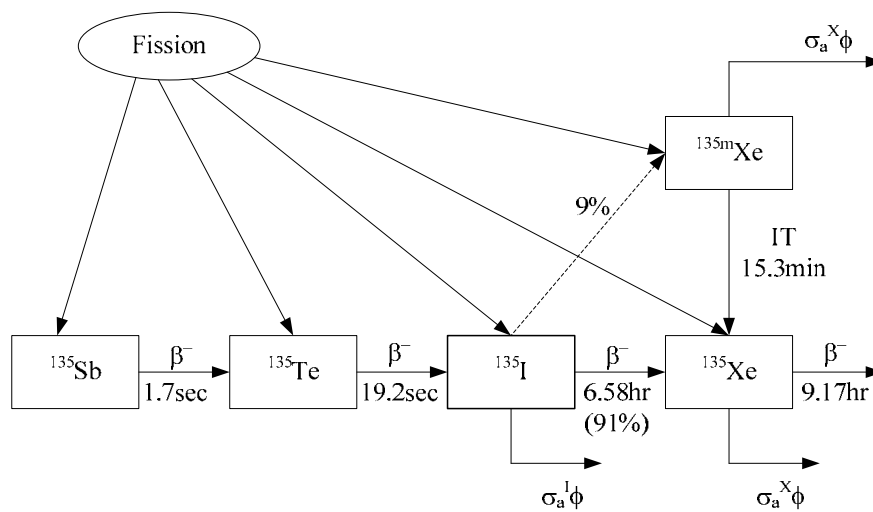 Fission
σₐˣϕ
¹³⁵ᵐXe
9%
IT
15.3min
¹³⁵Sb
β⁻
1.7sec
¹³⁵Te
β⁻
19.2sec
¹³⁵I
β⁻
6.58hr
(91%)
¹³⁵Xe
β⁻
9.17hr
σₐᴵϕ
σₐˣϕ